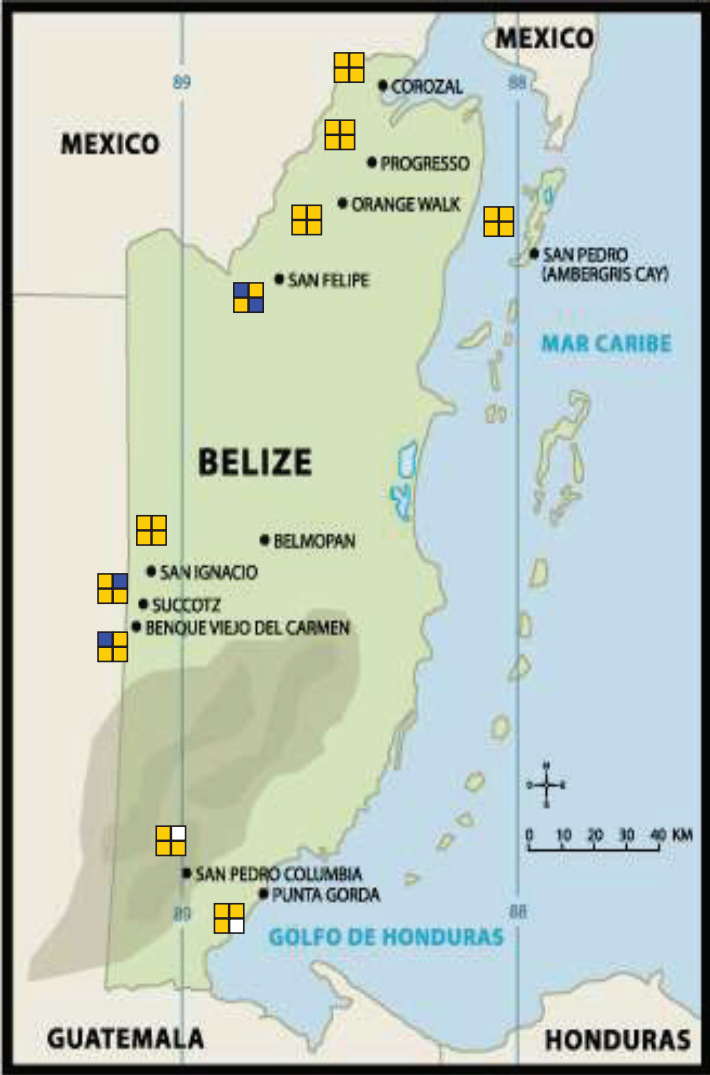 MEXICO
89
88
COROZAL
MEXICO
PROGRESSO
ORANGE WALK
SAN PEDRO
(AMBERGRIS CAY)
SAN FELIPE
MAR CARIBE
BELIZE
BELMOPAN
SAN IGNACIO
SUCCOTZ
BENQUE VIEJO DEL CARMEN
N
O E
S
0 10 20 30 40 KM
SAN PEDRO COLUMBIA
PUNTA GORDA
89
88
GOLFO DE HONDURAS
GUATEMALA
HONDURAS